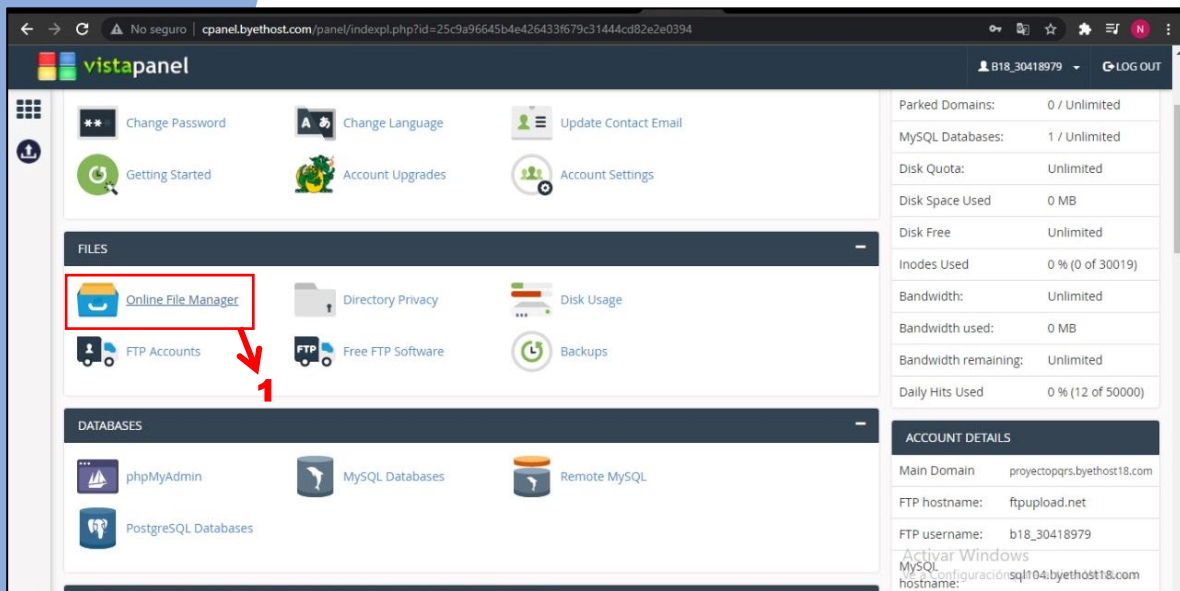 No seguro | cpanel.byethost.com/panel/indexpl.php?id=25c9a96645b4e426433f679c31444cd82e2e0394
N
vistapanel
B18_30418979
LOG OUT
Change Password
Change Language
Update Contact Email
Getting Started
Account Upgrades
Account Settings
FILES
Online File Manager
Directory Privacy
Disk Usage
FTP Accounts
FTP
Free FTP Software
Backups
1
DATABASES
phpMyAdmin
MySQL Databases
Remote MySQL
PostgreSQL Databases
Parked Domains: 0 / Unlimited
MySQL Databases: 1 / Unlimited
Disk Quota: Unlimited
Disk Space Used 0 MB
Disk Free Unlimited
Inodes Used 0 % (0 of 30019)
Bandwidth: Unlimited
Bandwidth used: 0 MB
Bandwidth remaining: Unlimited
Daily Hits Used 0 % (12 of 50000)
ACCOUNT DETAILS
Main Domain proyectopqrs.byethost18.com
FTP hostname: ftpupload.net
FTP username: b18_30418979
Activar Windows
MySQL hostname: sql104.byethost18.com